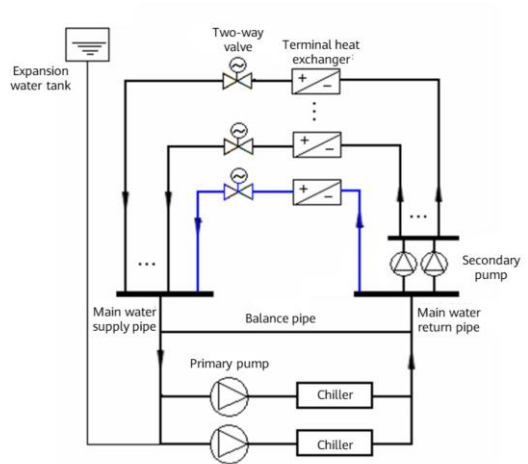 Two-way
valve
Terminal heat
exchanger:
Expansion
water tank
+
−
...
+
−
+
−
...
...
Secondary
pump
Main water
supply pipe
Balance pipe
Main water
return pipe
Primary pump
Chiller
Chiller